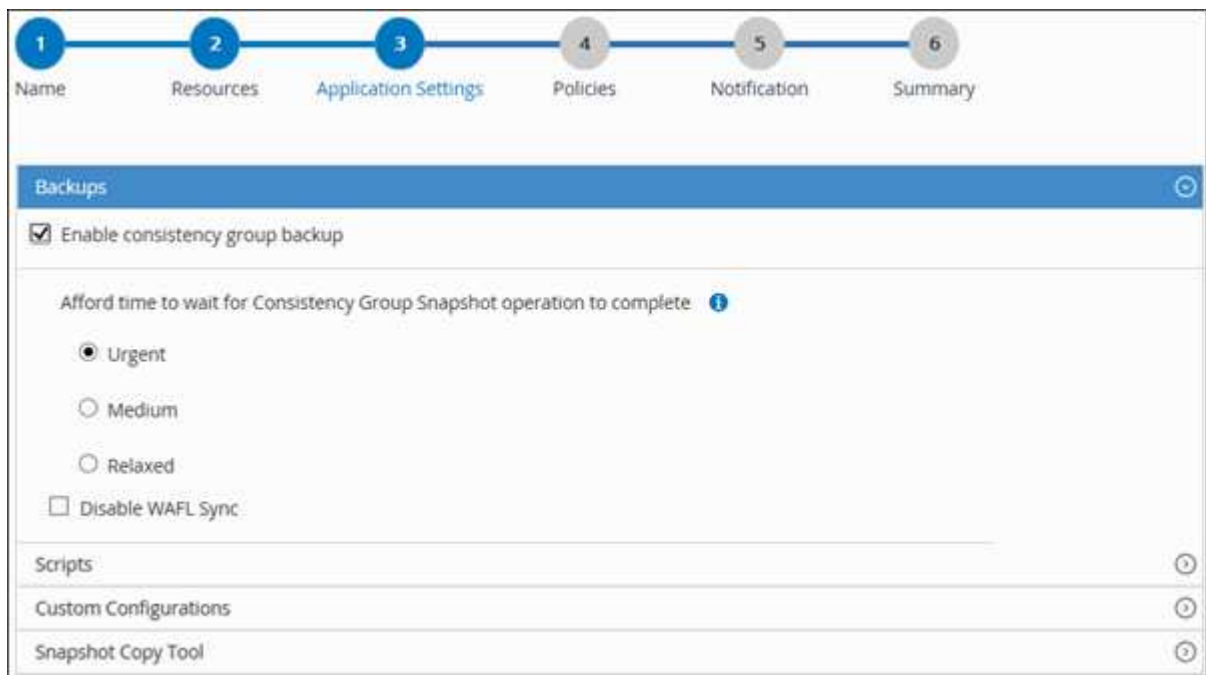 1 2 3 4 5 6
Name Resources Application Settings Policies Notification Summary
Backups
Enable consistency group backup
Afford time to wait for Consistency Group Snapshot operation to complete
Urgent
Medium
Relaxed
Disable WAFL Sync
Scripts
Custom Configurations
Snapshot Copy Tool